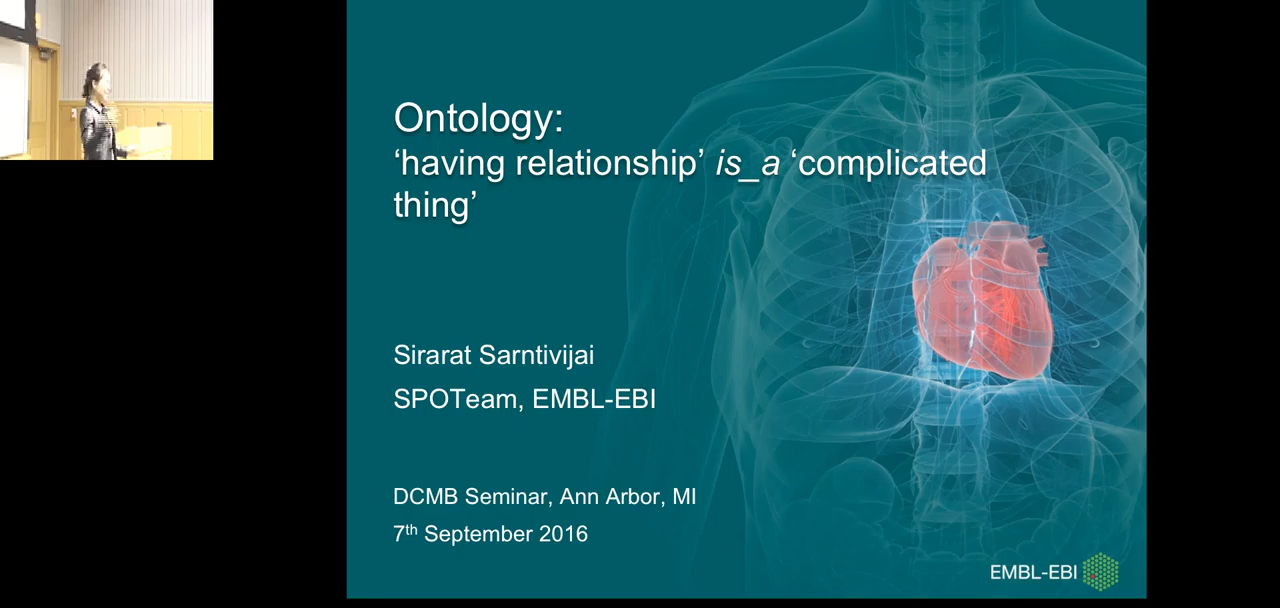 Ontology:
‘having relationship’ is_a ‘complicated
thing’
Sirarat Sarntivijai
SPOTeam, EMBL-EBI
DCMB Seminar, Ann Arbor, MI
7th September 2016
EMBL-EBI